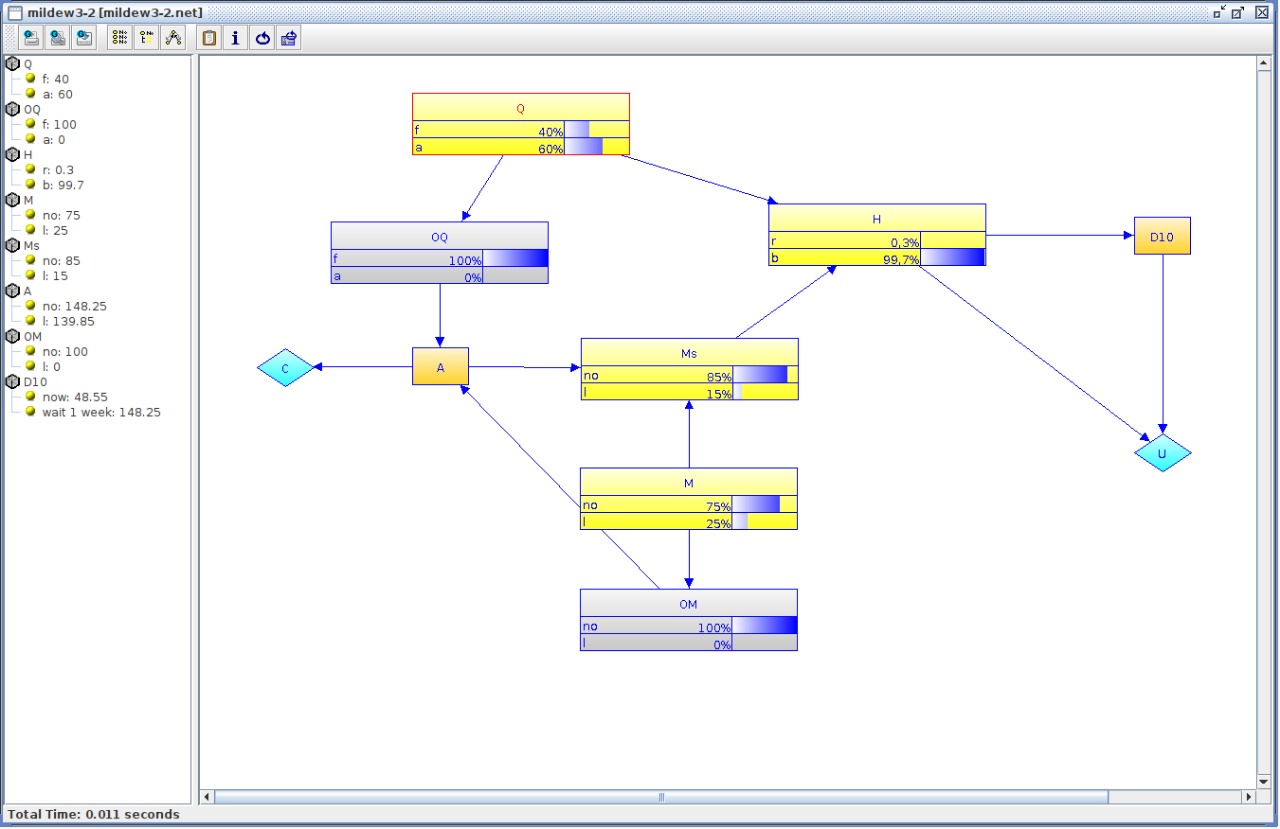 mildew3-2 [mildew3-2.net]
Q
f: 40
a: 60
OQ
f: 100
a: 0
H
r: 0.3
b: 99.7
M
no: 75
l: 25
Ms
no: 85
l: 15
A
no: 148.25
l: 139.85
OM
no: 100
l: 0
D10
now: 48.55
wait 1 week: 148.25
Q
f 40%
a 60%
OQ
f 100%
a 0%
H
r 0,3%
b 99,7%
D10
C
A
Ms
no 85%
l 15%
U
M
no 75%
l 25%
OM
no 100%
l 0%
Total Time: 0.011 seconds